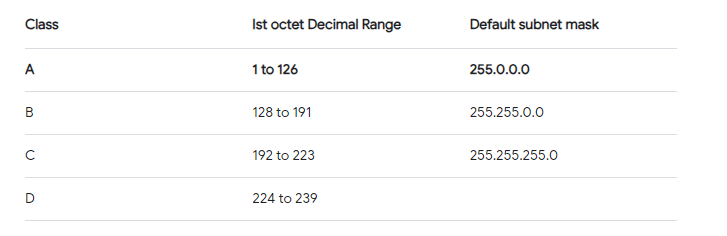 Class Ist octet Decimal Range Default subnet mask
A 1 to 126 255.0.0.0
B 128 to 191 255.255.0.0
C 192 to 223 255.255.255.0
D 224 to 239